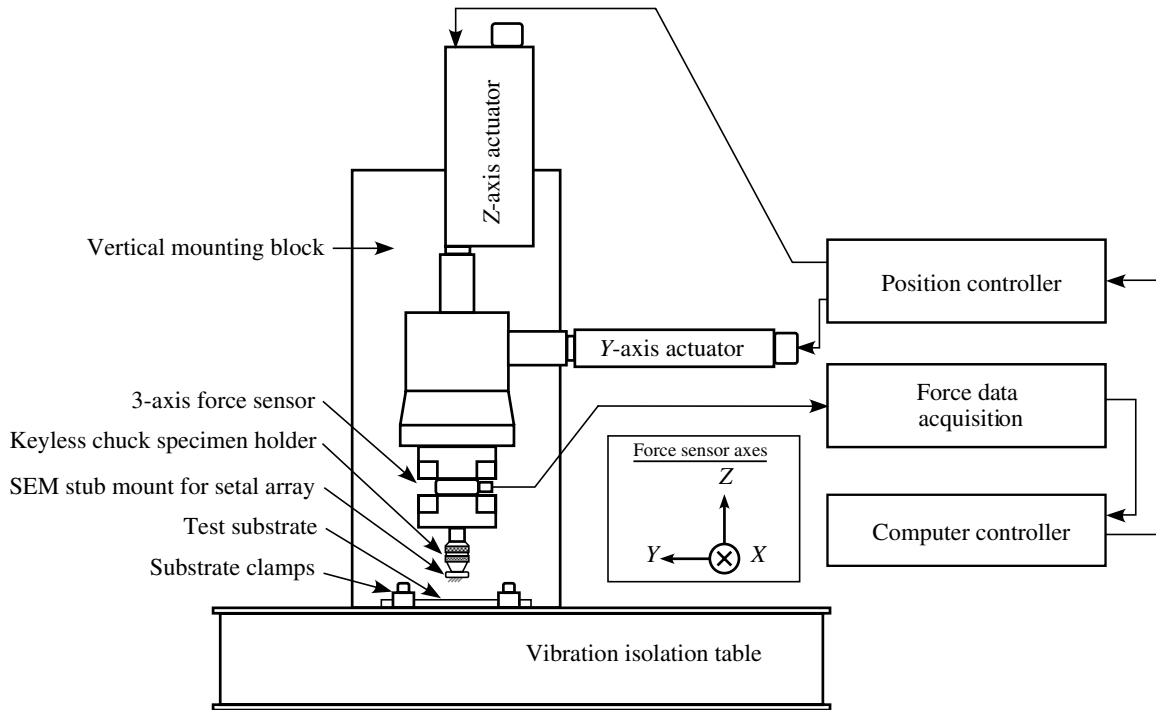 Z-axis actuator
Vertical mounting block
Position controller
Y-axis actuator
3-axis force sensor
Force data
acquisition
Keyless chuck specimen holder
Force sensor axes
SEM stub mount for setal array
Z
Test substrate
Computer controller
Y
X
Substrate clamps
Vibration isolation table